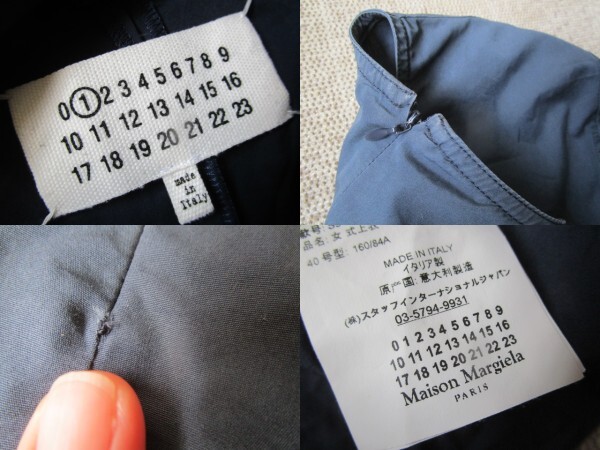 0 1 2 3 4 5 6 7 8 9
10 11 12 13 14 15 16
17 18 19 20 21 22 23
made
in
Italy
款号
品名: 女式上衣
40 号型 160/84A
MADE IN ITALY
イタリア製
原产国: 意大利製造
(株)スタッフインターナショナルジャパン
03-5794-9931
0 1 2 3 4 5 6 7 8 9
10 11 12 13 14 15 16
17 18 19 20 21 22 23
Maison Margiela
PARIS